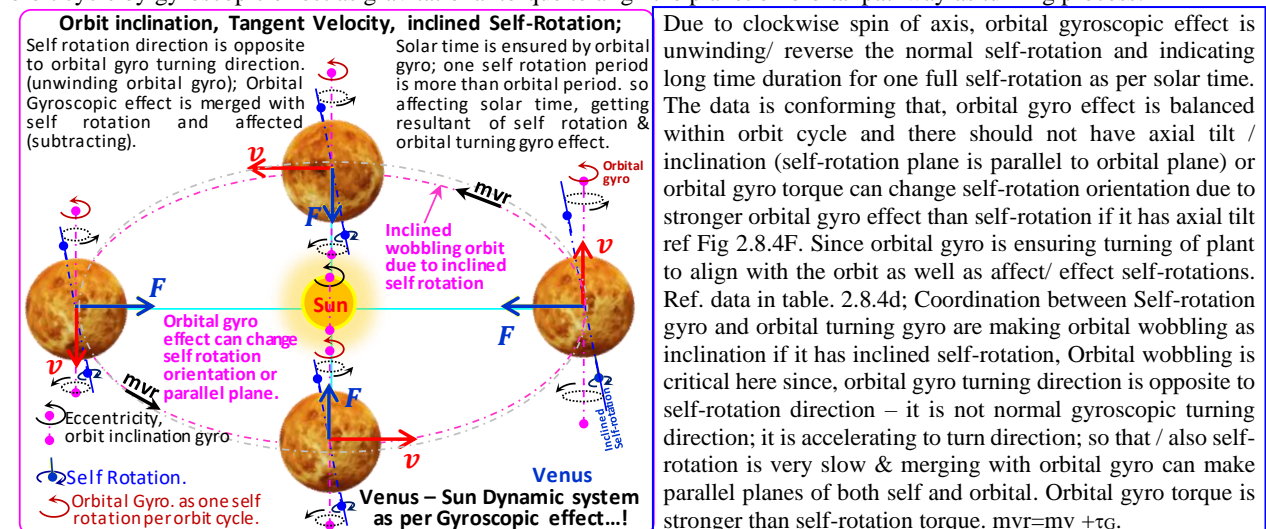 Orbit inclination, Tangent Velocity, inclined Self-Rotation;
Self rotation direction is opposite
to orbital gyro turning direction.
(unwinding orbital gyro); Orbital
Gyroscopic effect is merged with
self rotation and affected
(subtracting).
Solar time is ensured by orbital
gyro; one self rotation period
is more than orbital period. so
affecting solar time, getting
resultant of self rotation &
orbital turning gyro effect.
v
Orbital
gyro
mvr
F
Inclined
wobbling orbit
due to inclined
self rotation
v
F
Sun
F
v
Orbital gyro
effect can change
self rotation
orientation or
parallel plane.
mvr
F
v
Inclined
Self-rotation
Eccentricity,
orbit inclination gyro
Self Rotation.
Orbital Gyro. as one self
rotation per orbit cycle.
Venus
Venus – Sun Dynamic system
as per Gyroscopic effect...!
Due to clockwise spin of axis, orbital gyroscopic effect is
unwinding/ reverse the normal self-rotation and indicating
long time duration for one full self-rotation as per solar time.
The data is conforming that, orbital gyro effect is balanced
within orbit cycle and there should not have axial tilt /
inclination (self-rotation plane is parallel to orbital plane) or
orbital gyro torque can change self-rotation orientation due to
stronger orbital gyro effect than self-rotation if it has axial tilt
ref Fig 2.8.4F. Since orbital gyro is ensuring turning of plant
to align with the orbit as well as affect/ effect self-rotations.
Ref. data in table. 2.8.4d; Coordination between Self-rotation
gyro and orbital turning gyro are making orbital wobbling as
inclination if it has inclined self-rotation, Orbital wobbling is
critical here since, orbital gyro turning direction is opposite to
self-rotation direction – it is not normal gyroscopic turning
direction; it is accelerating to turn direction; so that / also self-
rotation is very slow & merging with orbital gyro can make
parallel planes of both self and orbital. Orbital gyro torque is
stronger than self-rotation torque. mvr=mv +τG.